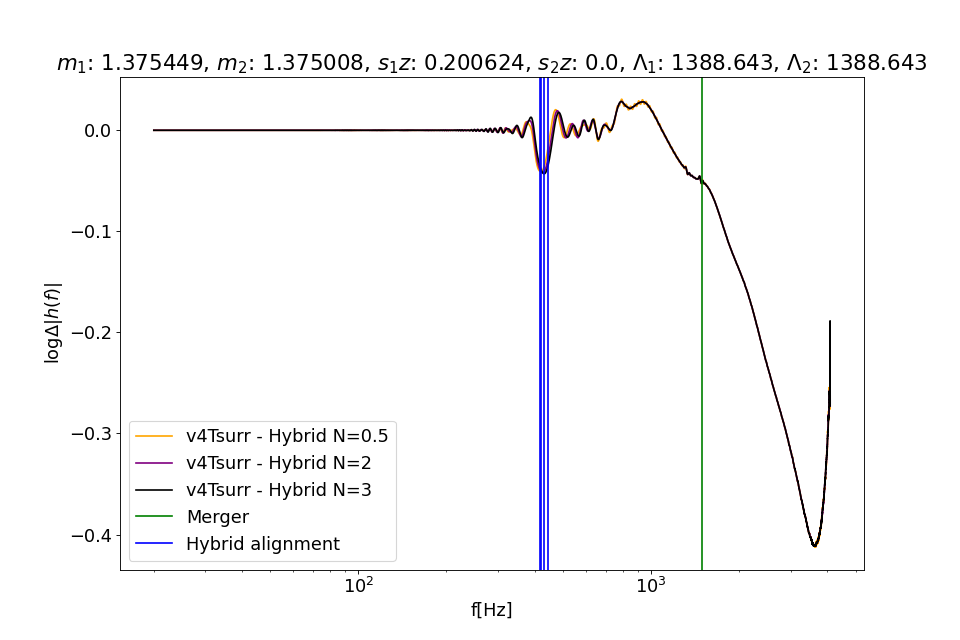 m₁: 1.375449, m₂: 1.375008, s₁z: 0.200624, s₂z: 0.0, Λ₁: 1388.643, Λ₂: 1388.643
0.0
−0.1
−0.2
−0.3
−0.4
logΔ|h(f)|
v4Tsurr - Hybrid N=0.5
v4Tsurr - Hybrid N=2
v4Tsurr - Hybrid N=3
Merger
Hybrid alignment
10² 10³
f[Hz]